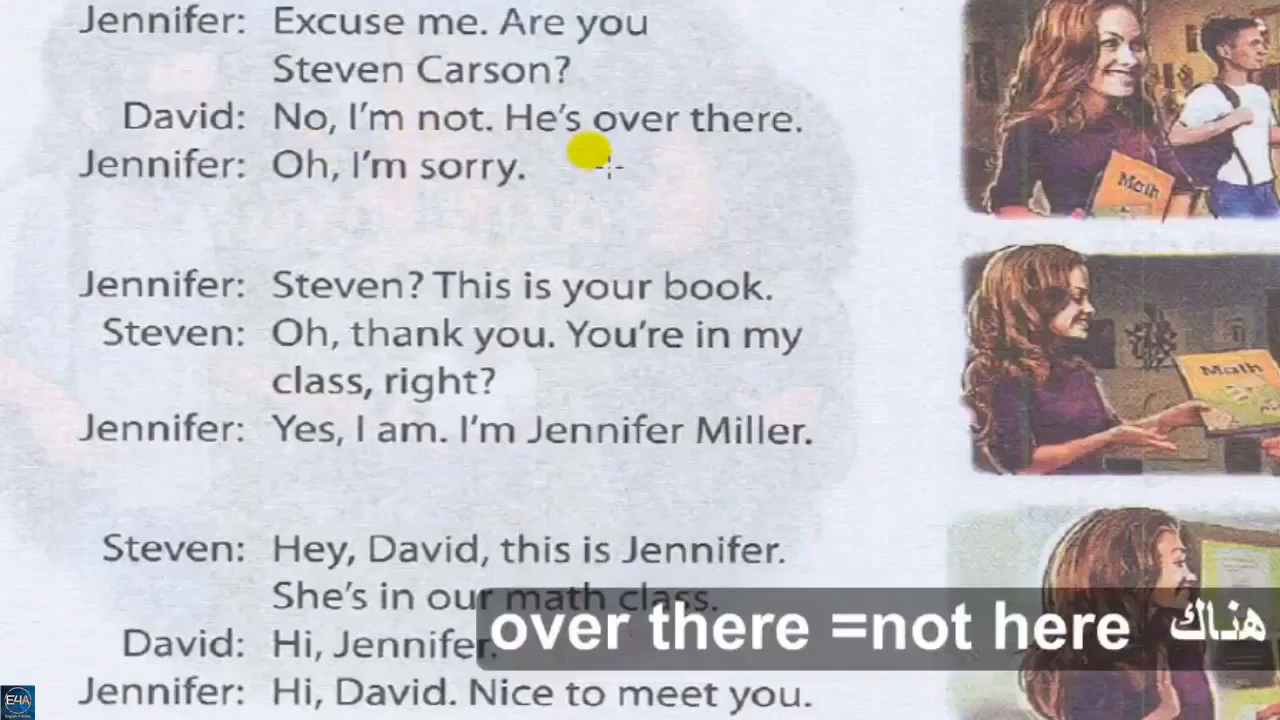 Jennifer: Excuse me. Are you
Steven Carson?
David: No, I'm not. He's over there.
Jennifer: Oh, I'm sorry.
Math
Jennifer: Steven? This is your book.
Steven: Oh, thank you. You're in my
class, right?
Jennifer: Yes, I am. I'm Jennifer Miller.
Math
Steven: Hey, David, this is Jennifer.
She's in our math class.
David: Hi, Jennifer.
over there =not here هناك
Jennifer: Hi, David. Nice to meet you.
E4A